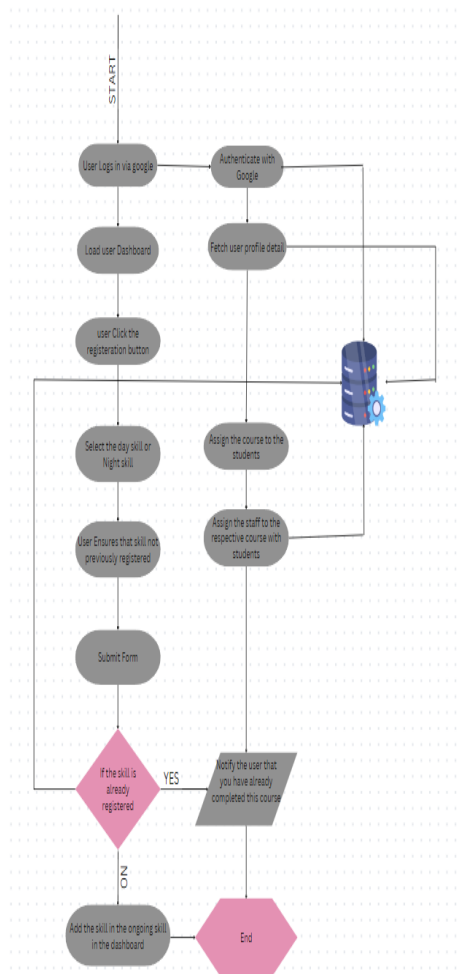 START
User Logs in via google
Authenticate with
Google
Load user Dashboard
Fetch user profile detail
user Click the
registeration button
Select the day skill or
Night skill
Assign the course to the
students
User Ensures that skill not
previously registered
Assign the staff to the
respective course with
students
Submit Form
If the skill is
already
registered
YES
Notify the user that
you have already
completed this course
NO
Add the skill in the ongoing skill
in the dashboard
End